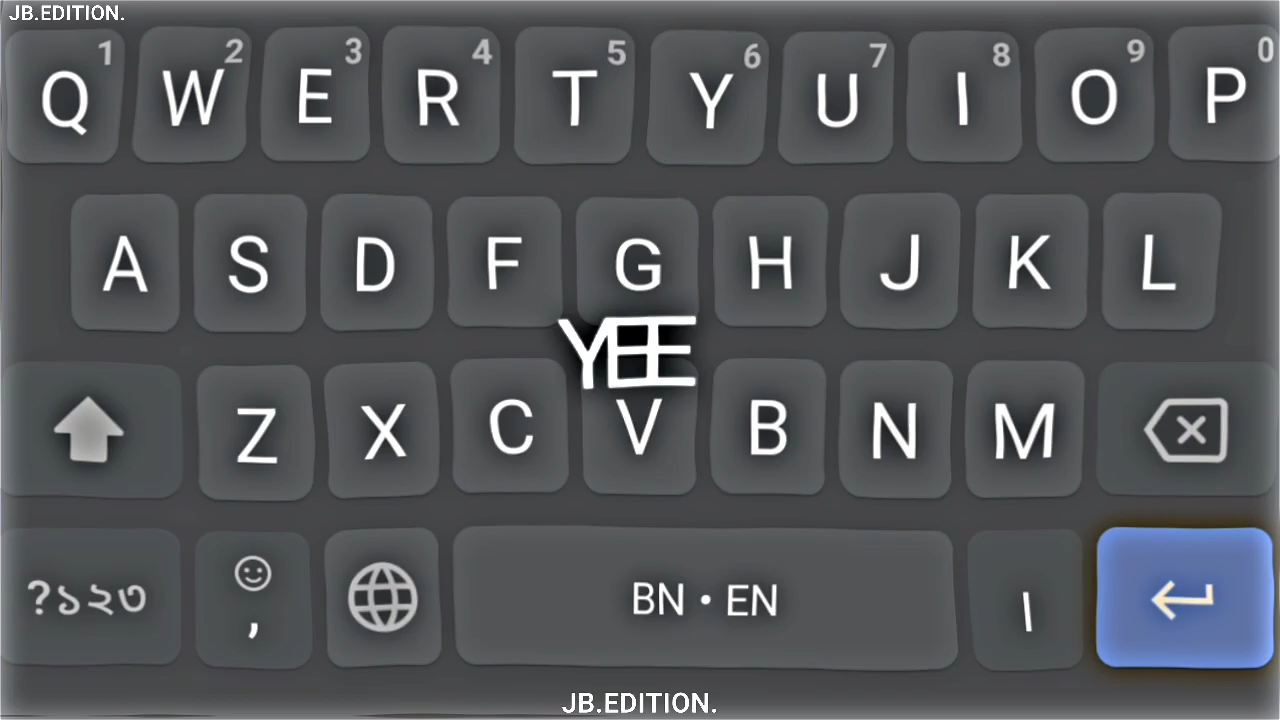 JB.EDITION.
1 2 3 4 5 6 7 8 9 0
Q W E R T Y U I O P
A S D F G H J K L
YEE
Z X C V B N M
?১২৩ , BN • EN ।
JB.EDITION.